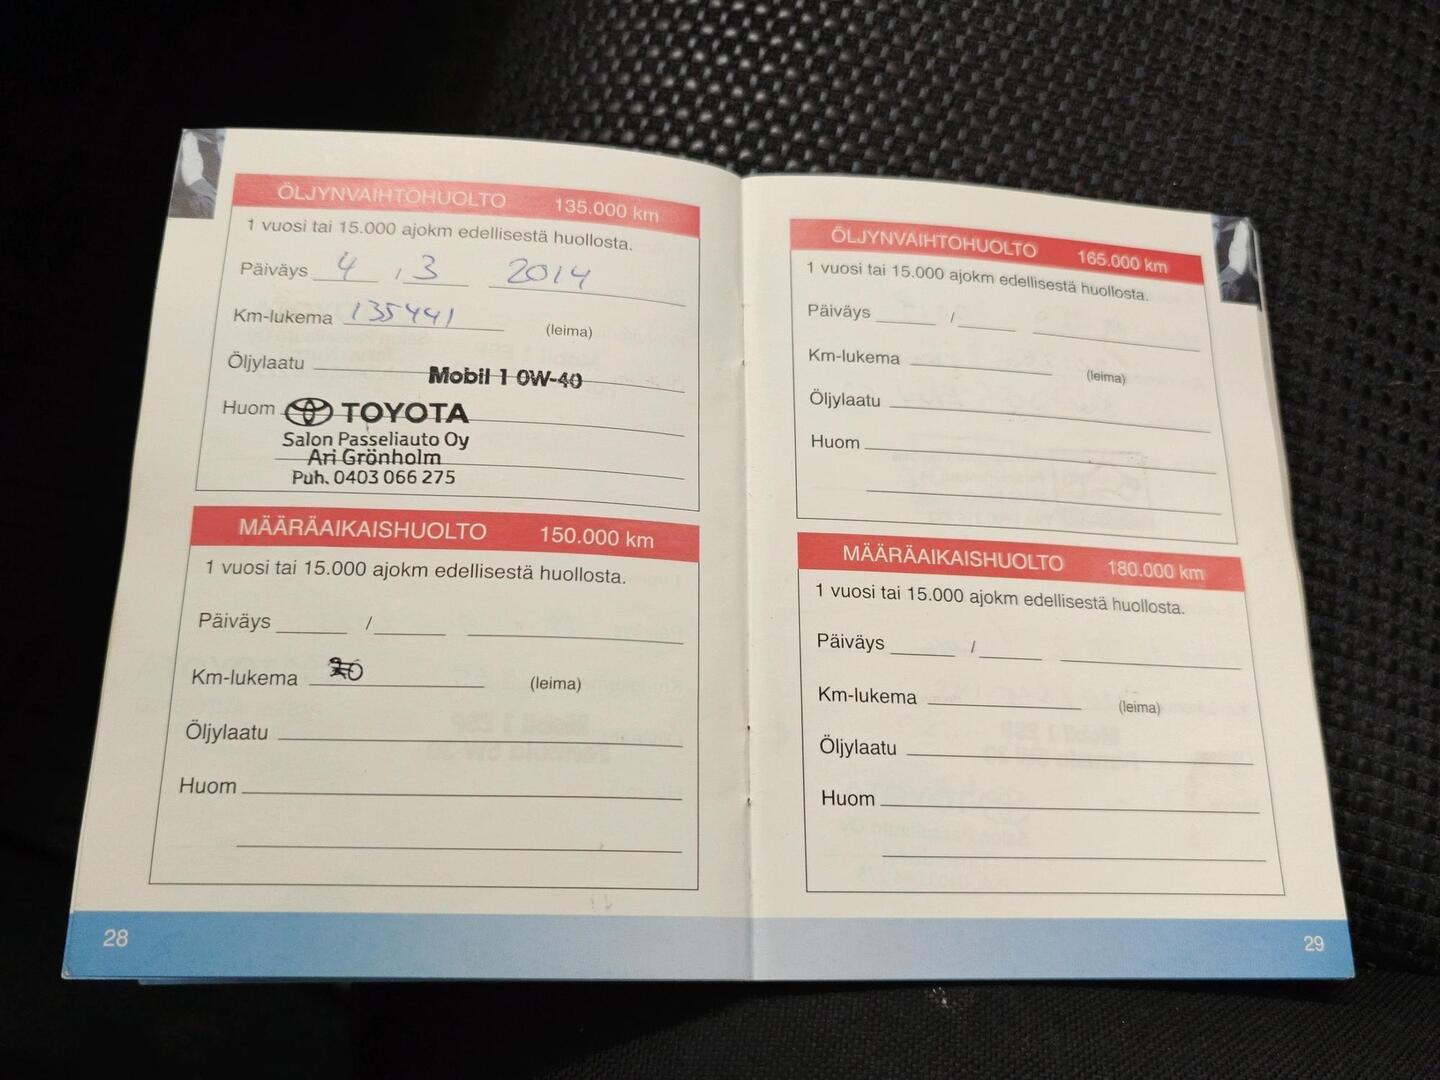 ÖLJYNVAIHTOHUOLTO 135.000 km
1 vuosi tai 15.000 ajokm edellisestä huollosta.
Päiväys 4 / 3 2014
Km-lukema 135441 (leima)
Öljylaatu Mobil 1 0W-40
Huom TOYOTA
Salon Passeliauto Oy
Ari Grönholm
Puh. 0403 066 275
MÄÄRÄAIKAISHUOLTO 150.000 km
1 vuosi tai 15.000 ajokm edellisestä huollosta.
Päiväys /
Km-lukema (leima)
Öljylaatu
Huom
28
ÖLJYNVAIHTOHUOLTO 165.000 km
1 vuosi tai 15.000 ajokm edellisestä huollosta.
Päiväys /
Km-lukema (leima)
Öljylaatu
Huom
MÄÄRÄAIKAISHUOLTO 180.000 km
1 vuosi tai 15.000 ajokm edellisestä huollosta.
Päiväys /
Km-lukema (leima)
Öljylaatu
Huom
29